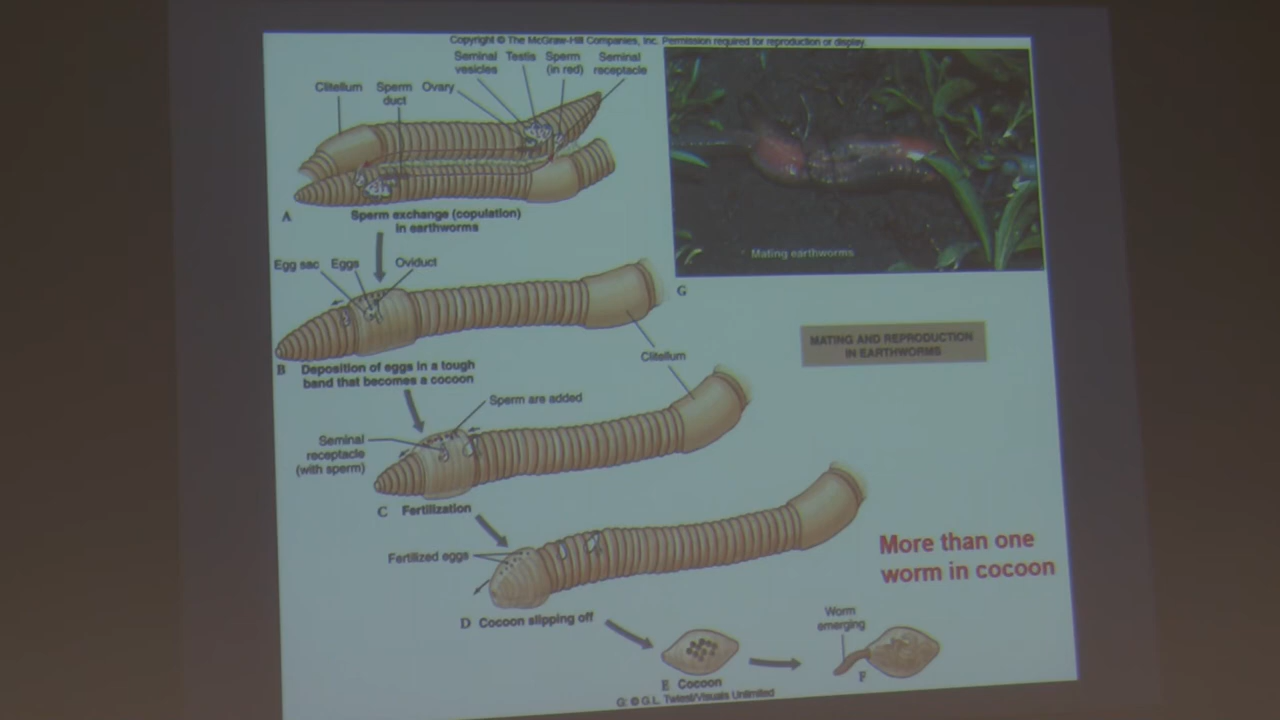 Copyright © The McGraw-Hill Companies, Inc. Permission required for reproduction or display.
Seminal
vesicles
Testis
Sperm
(in red)
Seminal
receptacle
Clitellum
Sperm
duct
Ovary
A
Sperm exchange (copulation)
in earthworms
Mating earthworms
G
Egg sac
Eggs
Oviduct
Clitellum
B
Deposition of eggs in a tough
band that becomes a cocoon
MATING AND REPRODUCTION
IN EARTHWORMS
Sperm are added
Seminal
receptacle
(with sperm)
C Fertilization
Fertilized eggs
More than one
worm in cocoon
D Cocoon slipping off
Worm
emerging
E Cocoon
F
G: © G.L. Twiest/Visuals Unlimited